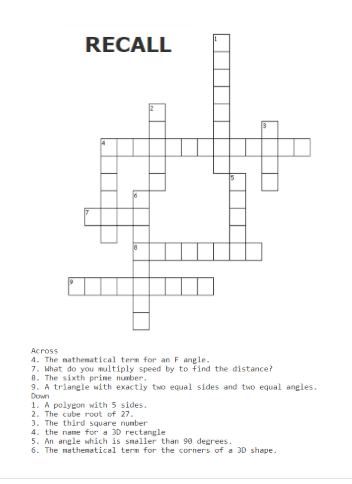 RECALL
1
2
3
4
5
6
7
8
9
Across
4. The mathematical term for an F angle.
7. What do you multiply speed by to find the distance?
8. The sixth prime number.
9. A triangle with exactly two equal sides and two equal angles.
Down
1. A polygon with 5 sides.
2. The cube root of 27.
3. The third square number
4. the name for a 3D rectangle
5. An angle which is smaller than 90 degrees.
6. The mathematical term for the corners of a 3D shape.